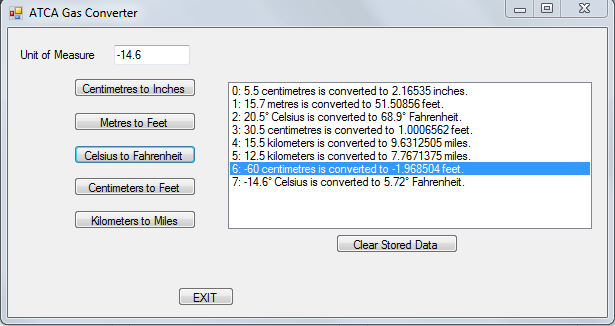 ATCA Gas Converter
Unit of Measure -14.6
Centimetres to Inches
Metres to Feet
Celsius to Fahrenheit
Centimeters to Feet
Kilometers to Miles
0: 5.5 centimetres is converted to 2.16535 inches.
1: 15.7 metres is converted to 51.50856 feet.
2: 20.5° Celsius is converted to 68.9° Fahrenheit.
3: 30.5 centimetres is converted to 1.0006562 feet.
4: 15.5 kilometers is converted to 9.6312505 miles.
5: 12.5 kilometers is converted to 7.7671375 miles.
6: -60 centimetres is converted to -1.968504 feet.
7: -14.6° Celsius is converted to 5.72° Fahrenheit.
Clear Stored Data
EXIT